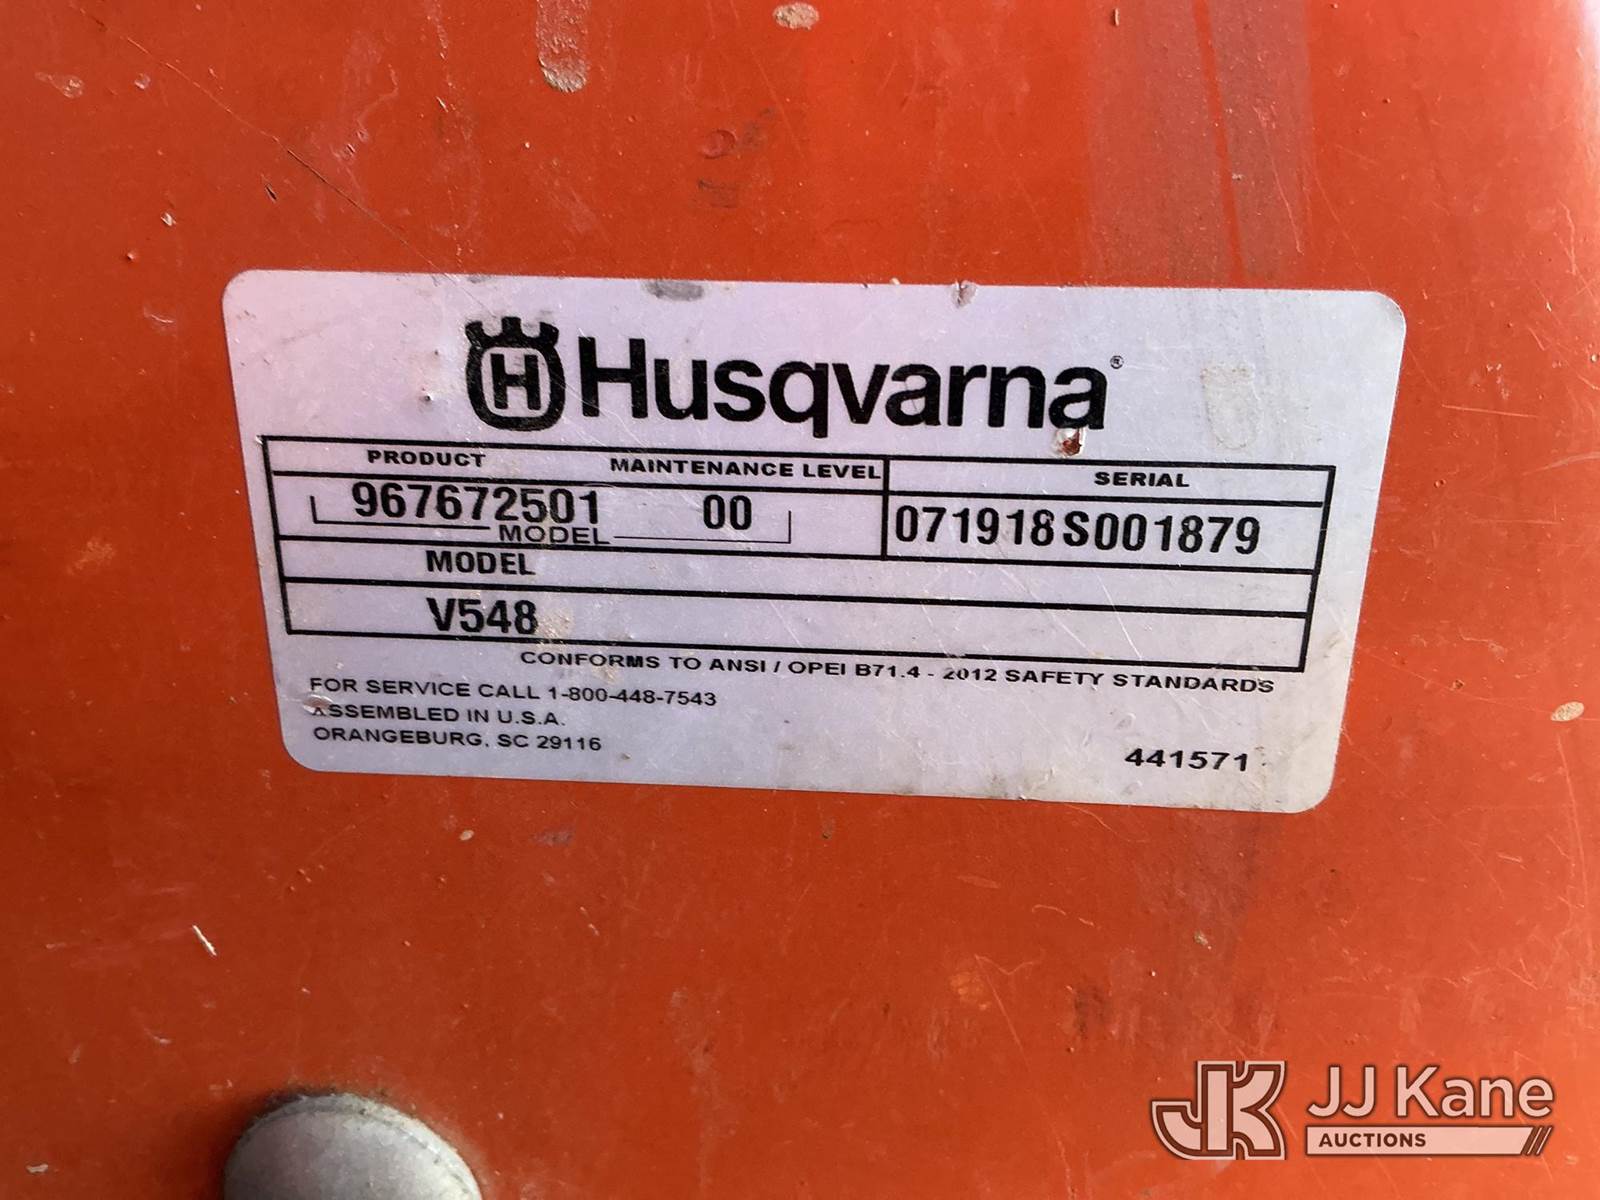 H Husqvarna®
PRODUCT MAINTENANCE LEVEL SERIAL
967672501 00 071918S001879
MODEL
MODEL
V548
CONFORMS TO ANSI / OPEI B71.4 - 2012 SAFETY STANDARDS
FOR SERVICE CALL 1-800-448-7543
ASSEMBLED IN U.S.A.
ORANGEBURG, SC 29116
441571
JK JJ Kane
AUCTIONS